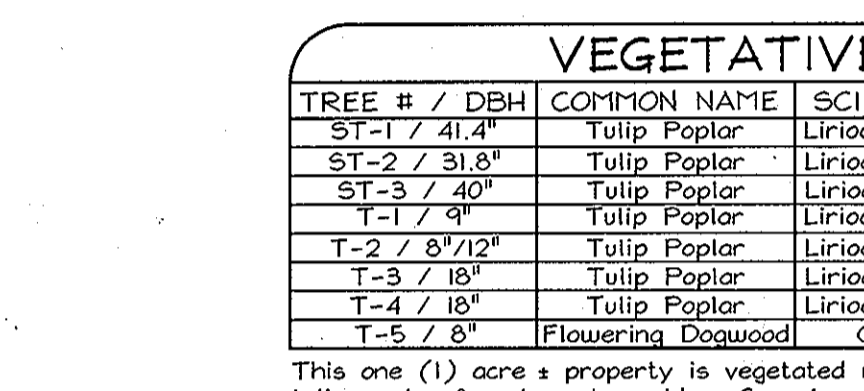 VEGETATIV
TREE # / DBH COMMON NAME SCI
ST-1 / 41.4" Tulip Poplar Lirio
ST-2 / 31.8" Tulip Poplar Lirio
ST-3 / 40" Tulip Poplar Lirio
T-1 / 9" Tulip Poplar Lirio
T-2 / 8"/12" Tulip Poplar Lirio
T-3 / 18" Tulip Poplar Lirio
T-4 / 18" Tulip Poplar Lirio
T-5 / 8" Flowering Dogwood
This one (1) acre ± property is vegetated